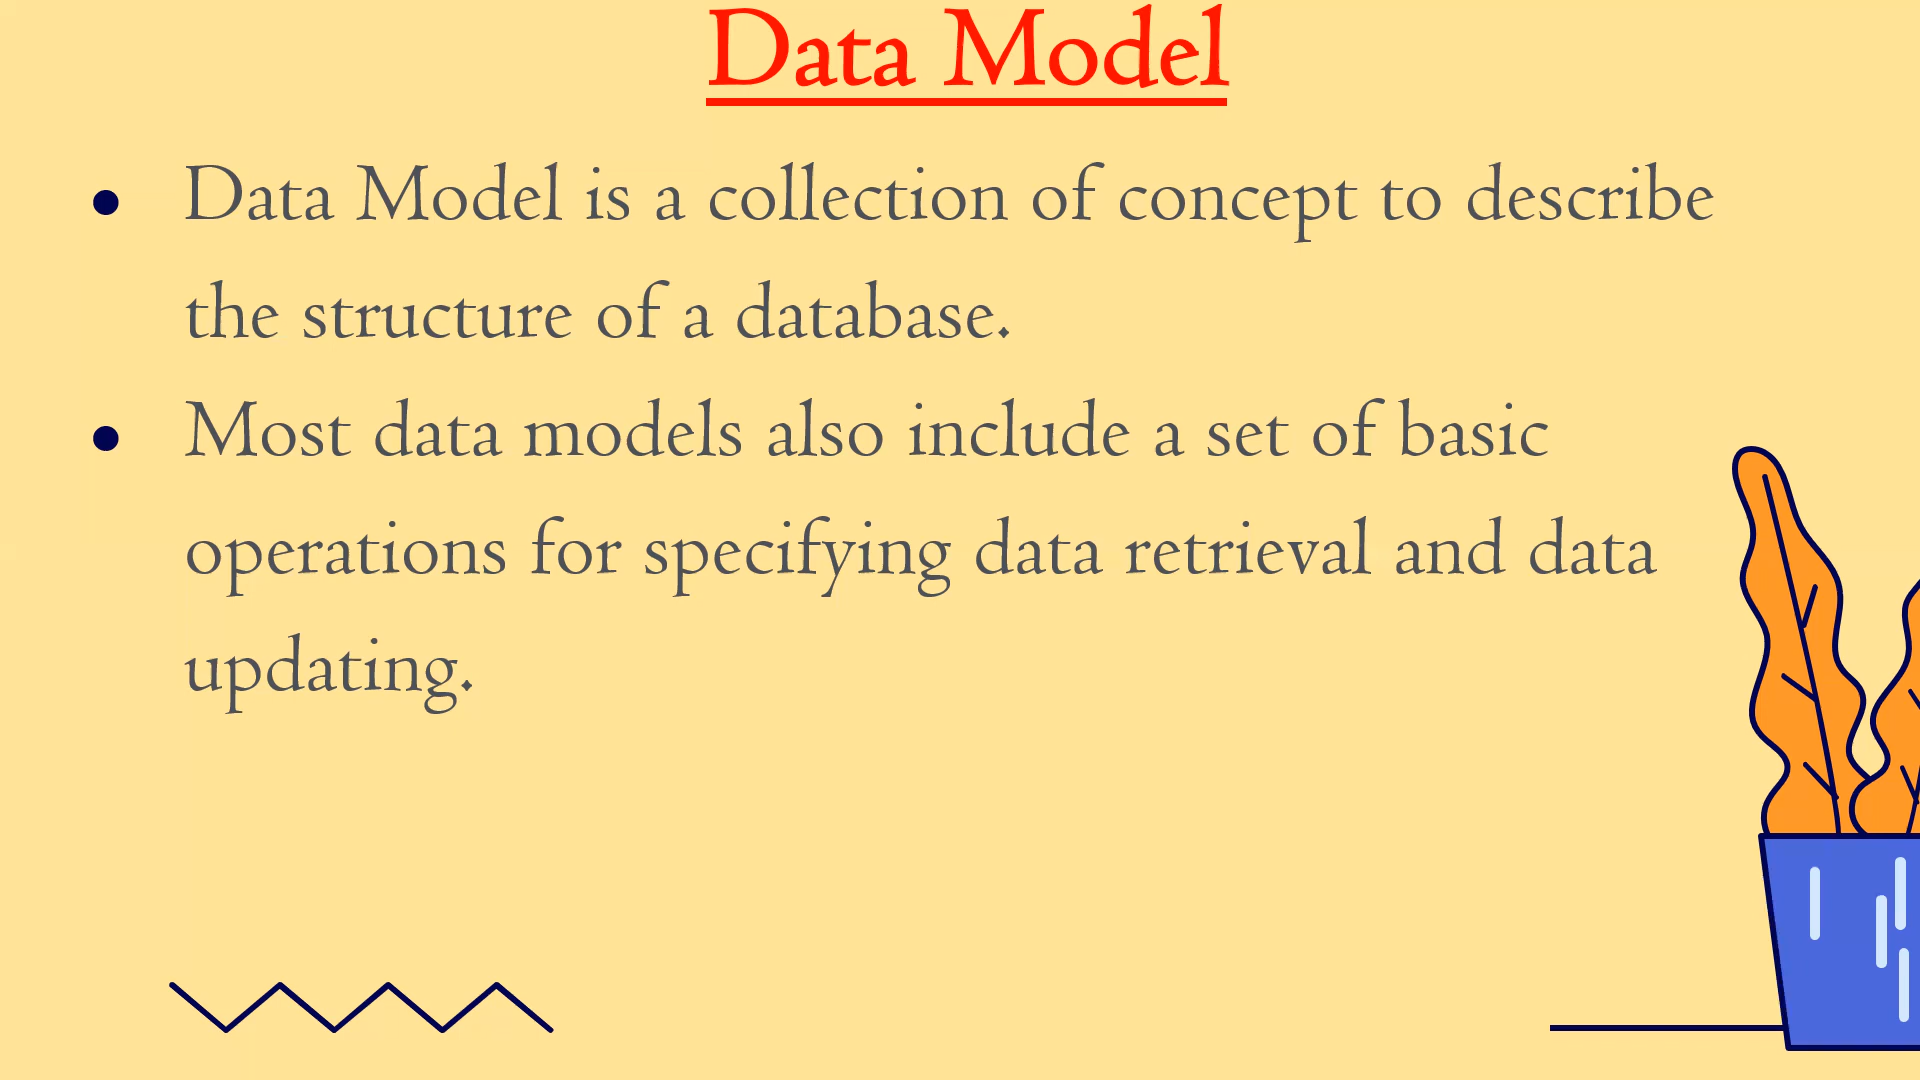 Data Model
• Data Model is a collection of concept to describe
the structure of a database.
• Most data models also include a set of basic
operations for specifying data retrieval and data
updating.